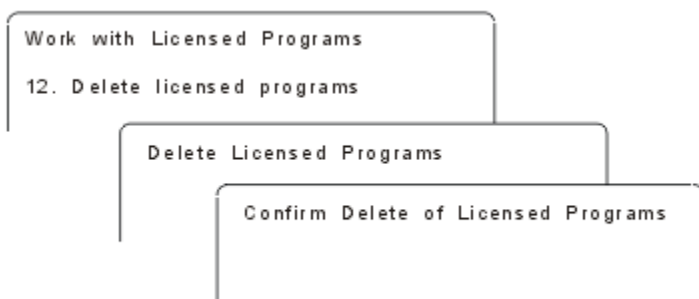 Work with Licensed Programs
12. Delete licensed programs
Delete Licensed Programs
Confirm Delete of Licensed Programs